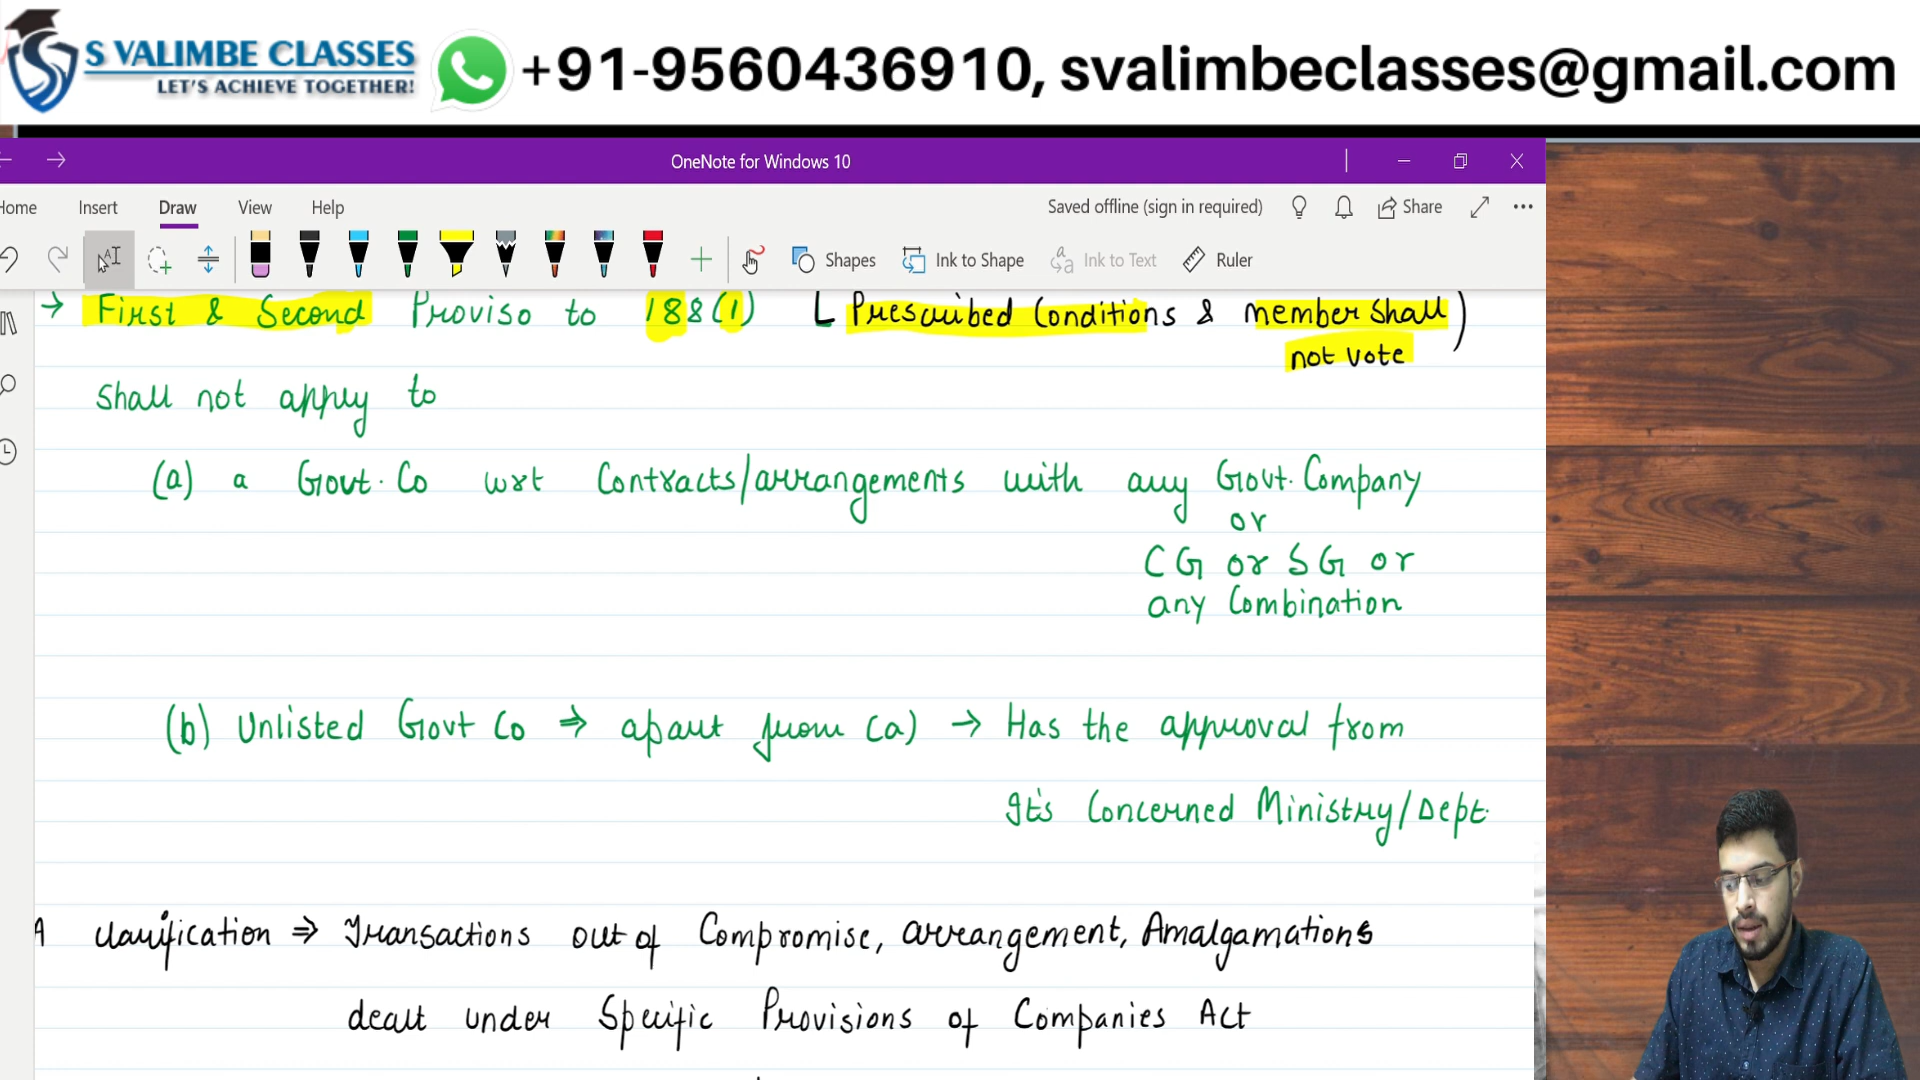 S VALIMBE CLASSES
LET'S ACHIEVE TOGETHER!
+91-9560436910, svalimbeclasses@gmail.com
OneNote for Windows 10
Home Insert Draw View Help
Saved offline (sign in required) Share
Shapes Ink to Shape Ink to Text Ruler
→ First & Second Proviso to 188(1) Prescribed Conditions & member shall)
not vote
shall not apply to
(a) a Govt. Co wrt Contracts/arrangements with any Govt. Company
or
CG or SG or
any Combination
(b) Unlisted Govt Co ⇒ apart from (a) → Has the approval from
It's Concerned Ministry/Dept.
clarification ⇒ Transactions out of Compromise, arrangement, Amalgamations
dealt under Specific Provisions of Companies Act